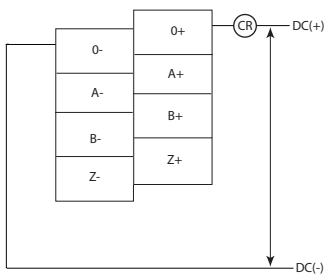 0+
CR
DC(+)
0-
A+
A-
B+
B-
Z+
Z-
DC(-)